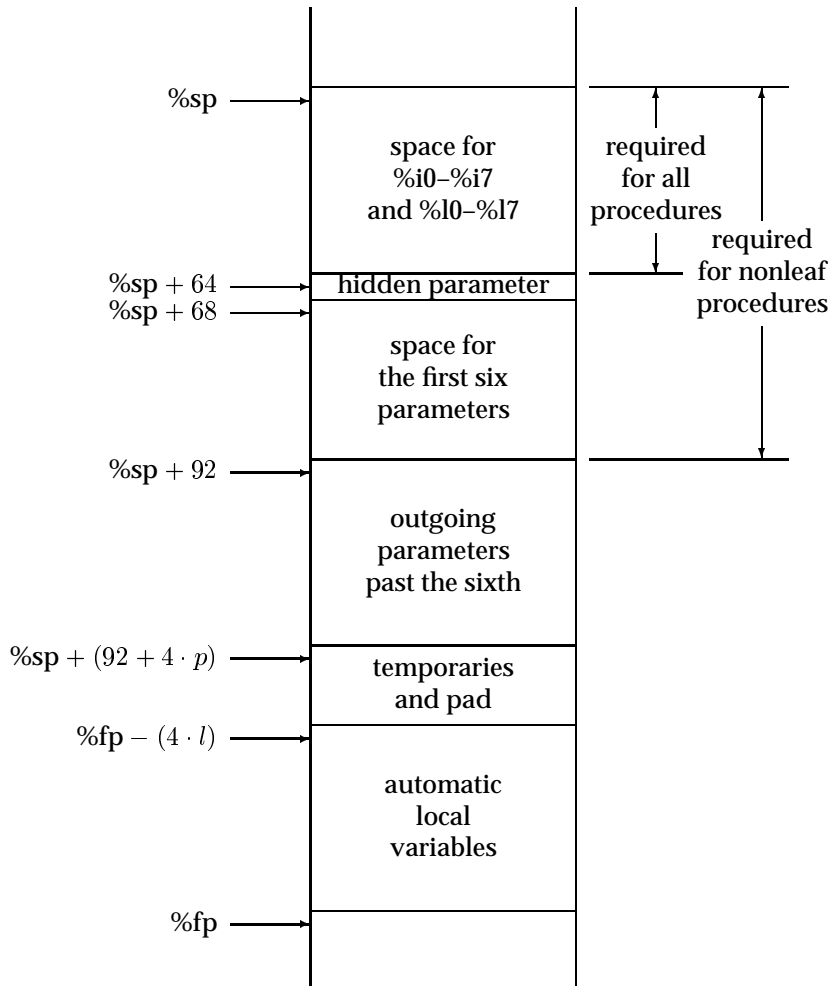 %sp
space for
%i0–%i7
and %l0–%l7
required
for all
procedures
required
for nonleaf
procedures
%sp + 64
hidden parameter
%sp + 68
space for
the first six
parameters
%sp + 92
outgoing
parameters
past the sixth
%sp + (92 + 4 · p)
temporaries
and pad
%fp − (4 · l)
automatic
local
variables
%fp